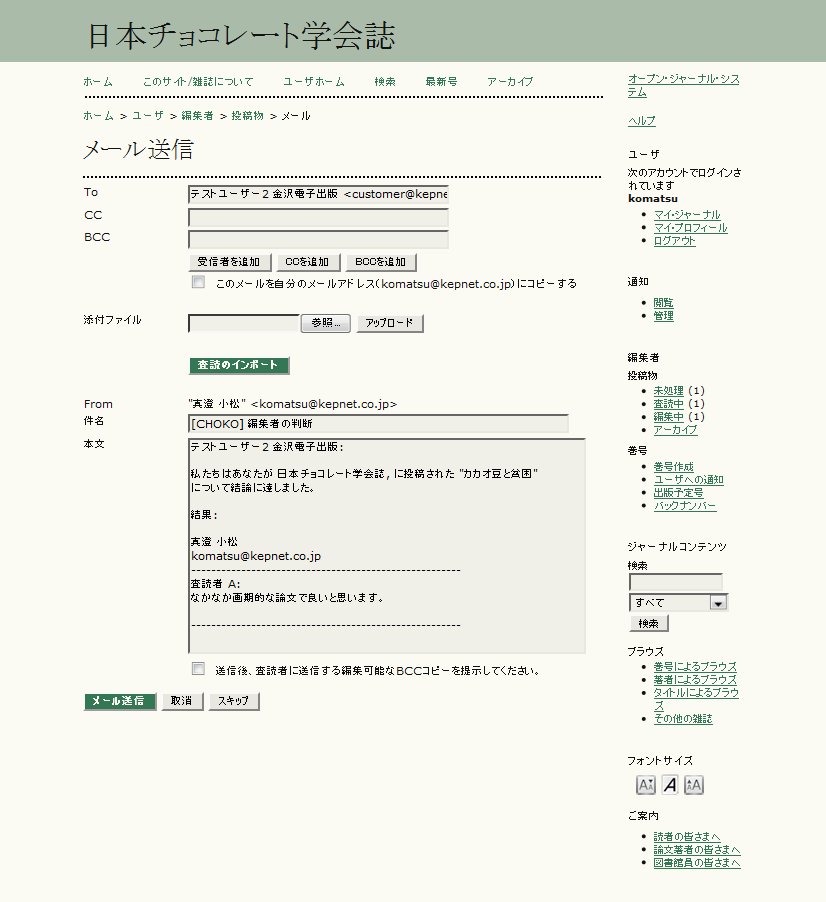 日本チョコレート学会誌
ホーム このサイト/雑誌について ユーザホーム 検索 最新号 アーカイブ
ホーム > ユーザ > 編集者 > 投稿物 > メール
メール送信
To テストユーザー2 金沢電子出版 <customer@kepne
CC
BCC
受信者を追加 CCを追加 BCCを追加
このメールを自分のメールアドレス(komatsu@kepnet.co.jp)にコピーする
添付ファイル 参照... アップロード
査読のインポート
From "真澄 小松" <komatsu@kepnet.co.jp>
件名 [CHOKO] 編集者の判断
本文
テストユーザー2 金沢電子出版:
私たちはあなたが 日本チョコレート学会誌, に投稿された "カカオ豆と貧困"
について結論に達しました。
結果:
真澄 小松
komatsu@kepnet.co.jp
------------------------------------------------------
査読者 A:
なかなか画期的な論文で良いと思います。
------------------------------------------------------
送信後、査読者に送信する編集可能なBCCコピーを提示してください。
メール送信 取消 スキップ
オープン・ジャーナル・シス
テム
ヘルプ
ユーザ
次のアカウントでログインさ
れています
komatsu
マイ・ジャーナル
マイ・プロフィール
ログアウト
通知
閲覧
管理
編集者
投稿物
未処理 (1)
査読中 (1)
編集中 (1)
アーカイブ
巻号
巻号作成
ユーザへの通知
出版予定号
バックナンバー
ジャーナルコンテンツ
検索
すべて
検索
ブラウズ
巻号によるブラウズ
著者によるブラウズ
タイトルによるブラウ
ズ
その他の雑誌
フォントサイズ
A A A
ご案内
読者の皆さまへ
論文著者の皆さまへ
図書館員の皆さまへ